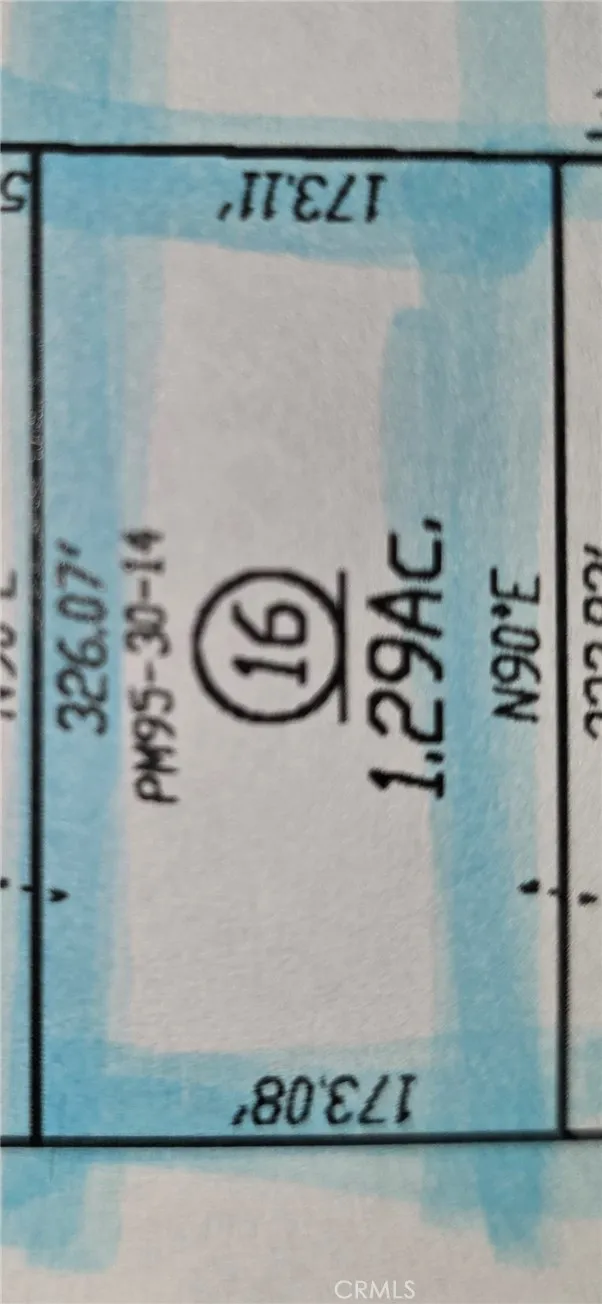 173.11'
326.07'
PM95-30-14
16
1.29AC.
N90°E
173.08'
CRMLS